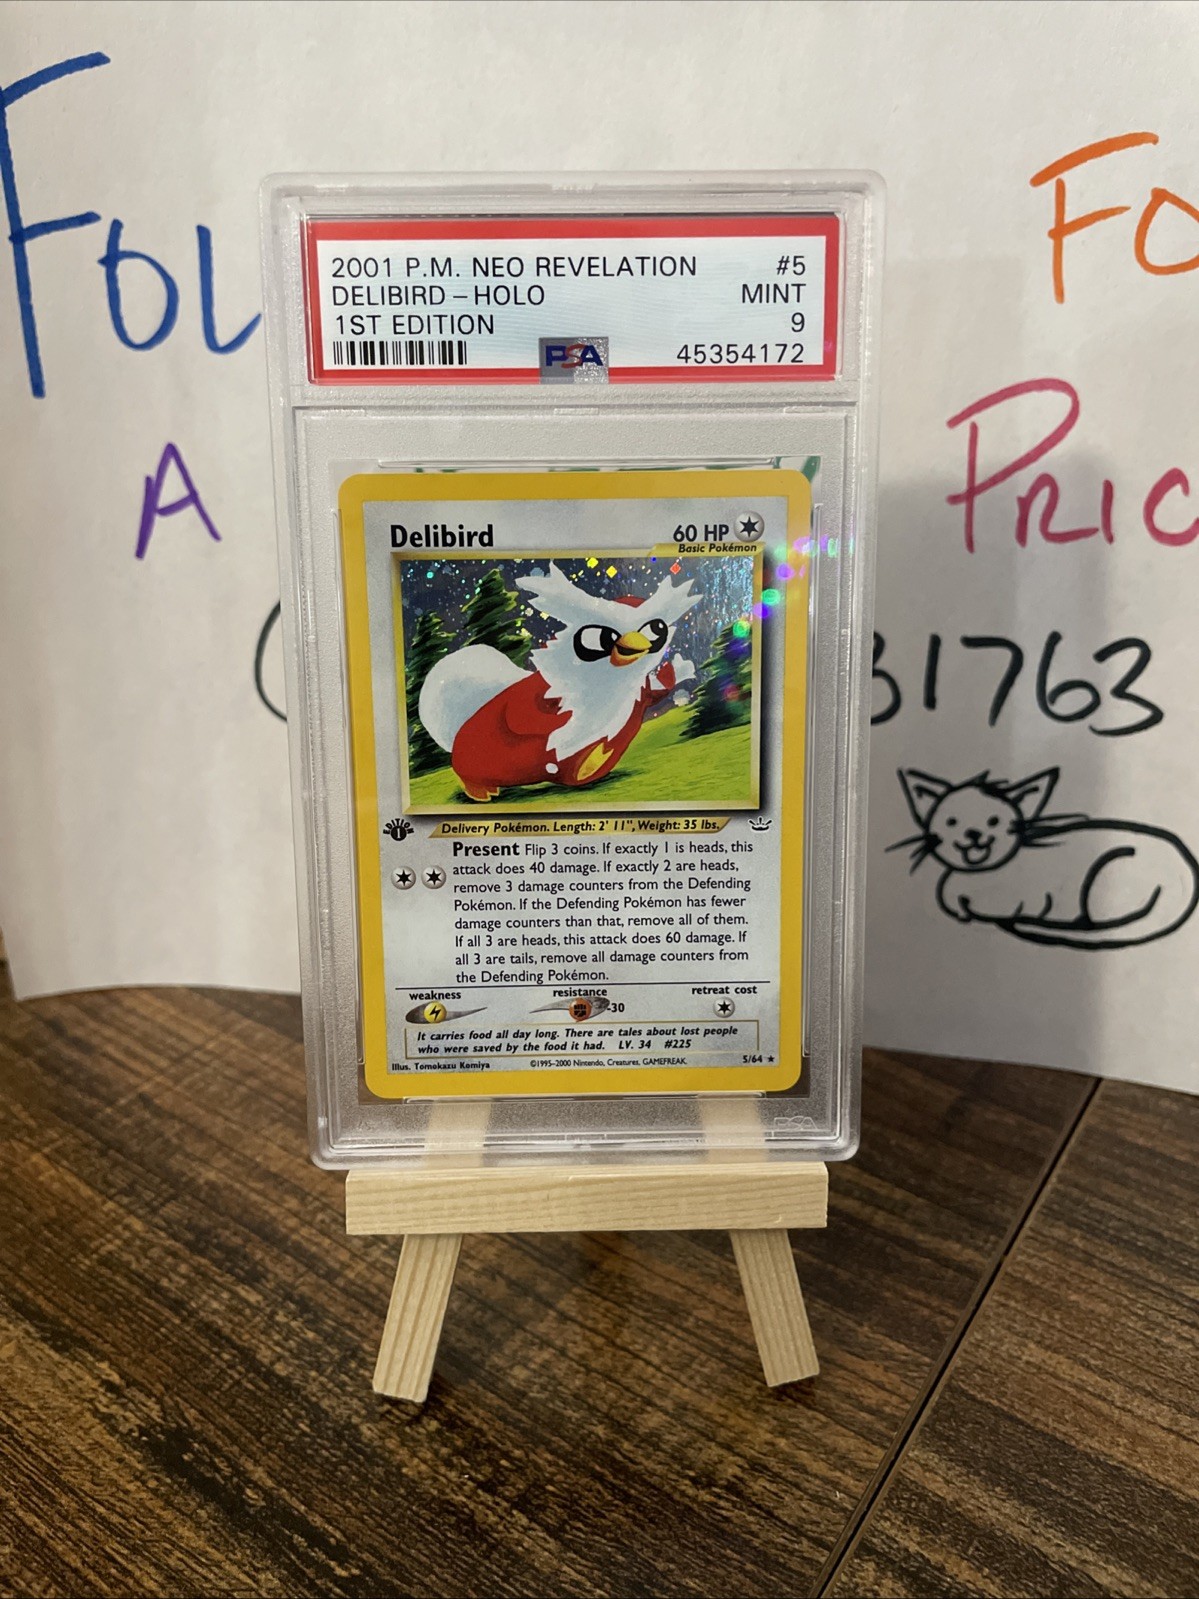 FOL
FO
A
PRIC
31763
2001 P.M. NEO REVELATION #5
DELIBIRD – HOLO MINT
1ST EDITION 9
PSA 45354172
Delibird 60 HP
Basic Pokémon
EDITION
1
Delivery Pokémon. Length: 2' 11", Weight: 35 lbs.
Present Flip 3 coins. If exactly 1 is heads, this
attack does 40 damage. If exactly 2 are heads,
remove 3 damage counters from the Defending
Pokémon. If the Defending Pokémon has fewer
damage counters than that, remove all of them.
If all 3 are heads, this attack does 60 damage. If
all 3 are tails, remove all damage counters from
the Defending Pokémon.
weakness resistance retreat cost
-30
It carries food all day long. There are tales about lost people
who were saved by the food it had. LV. 34 #225
Illus. Tomokazu Komiya ©1995-2000 Nintendo, Creatures, GAMEFREAK. 5/64 ★
PSA